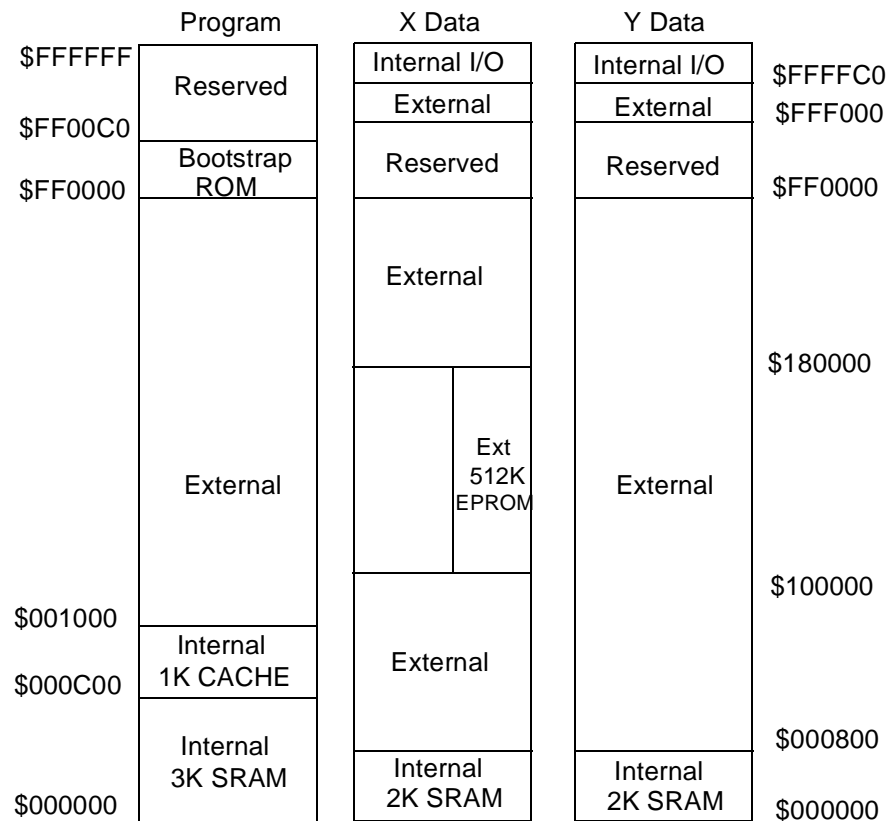 Program
X Data
Y Data
$FFFFFF
Reserved
$FF00C0
Bootstrap
ROM
$FF0000
External
$001000
Internal
1K CACHE
$000C00
Internal
3K SRAM
$000000
Internal I/O
External
Reserved
External
Ext
512K
EPROM
External
Internal
2K SRAM
Internal I/O
External
Reserved
External
Internal
2K SRAM
$FFFFC0
$FFF000
$FF0000
$180000
$100000
$000800
$000000